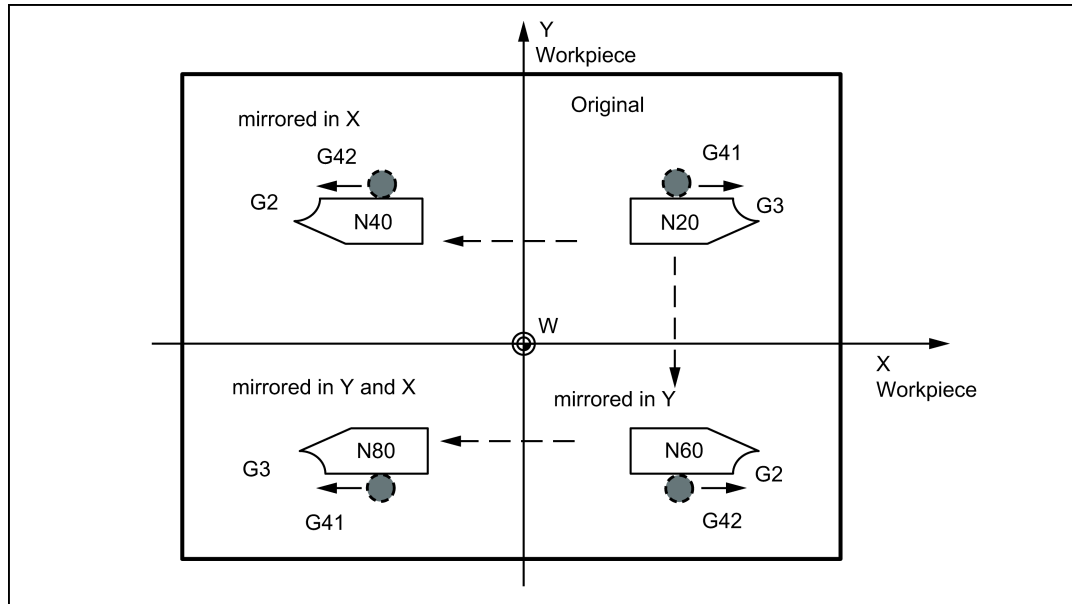 Y
Workpiece
Original
mirrored in X
G42
G41
G2
N40
N20
G3
W
X
Workpiece
mirrored in Y and X
mirrored in Y
N80
N60
G3
G2
G41
G42